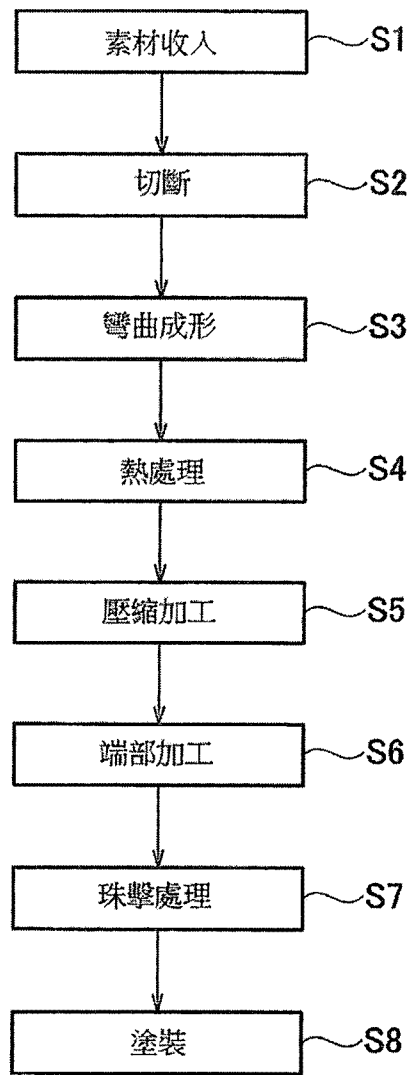 素材收入 S1
切斷 S2
彎曲成形 S3
熱處理 S4
壓縮加工 S5
端部加工 S6
珠擊處理 S7
塗裝 S8